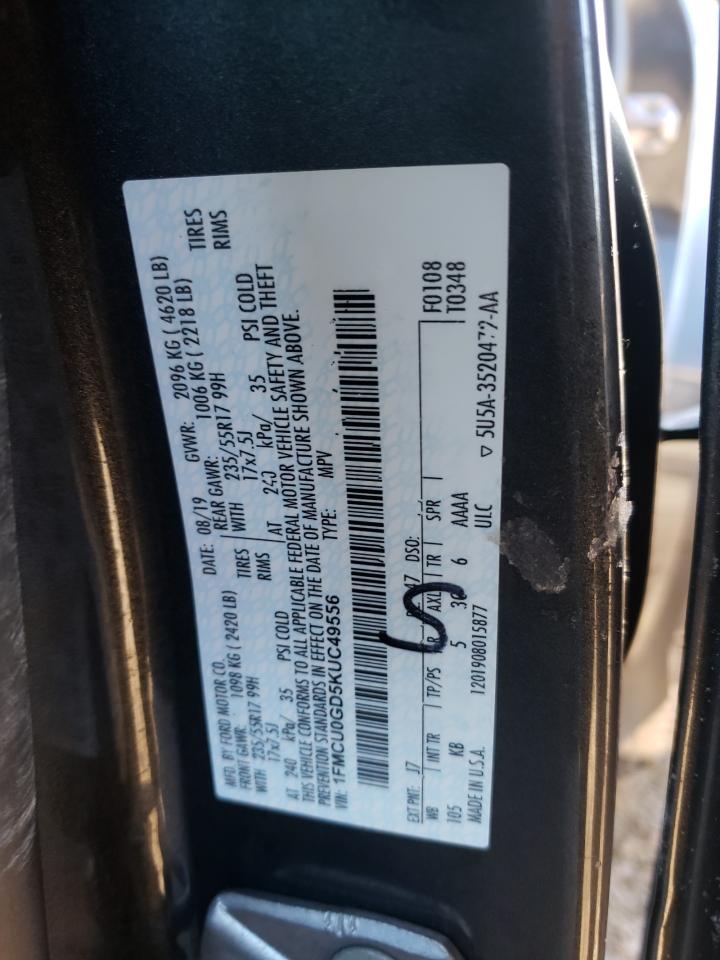 MFD. BY FORD MOTOR CO.
DATE: 08/19
GVWR: 2096 KG ( 4620 LB)
FRONT GAWR: 1098 KG ( 2420 LB)
REAR GAWR: 1006 KG ( 2218 LB)
WITH 235/55R17 99H TIRES WITH 235/55R17 99H TIRES
17x7.5J RIMS 17x7.5J RIMS
AT 240 kPa/ 35 PSI COLD AT 240 kPa/ 35 PSI COLD
THIS VEHICLE CONFORMS TO ALL APPLICABLE FEDERAL MOTOR VEHICLE SAFETY AND THEFT
PREVENTION STANDARDS IN EFFECT ON THE DATE OF MANUFACTURE SHOWN ABOVE.
VIN: 1FMCU0GD5KUC49556
TYPE: MPV
EXT PNT: J7 47 DSO: F0108
T0348
WB INT TR TP/PS R AXL TR SPR
105 KB 5 6 AAAA
MADE IN U.S.A. 1201908015877 ULC
▽ 5U5A-3520472-AA